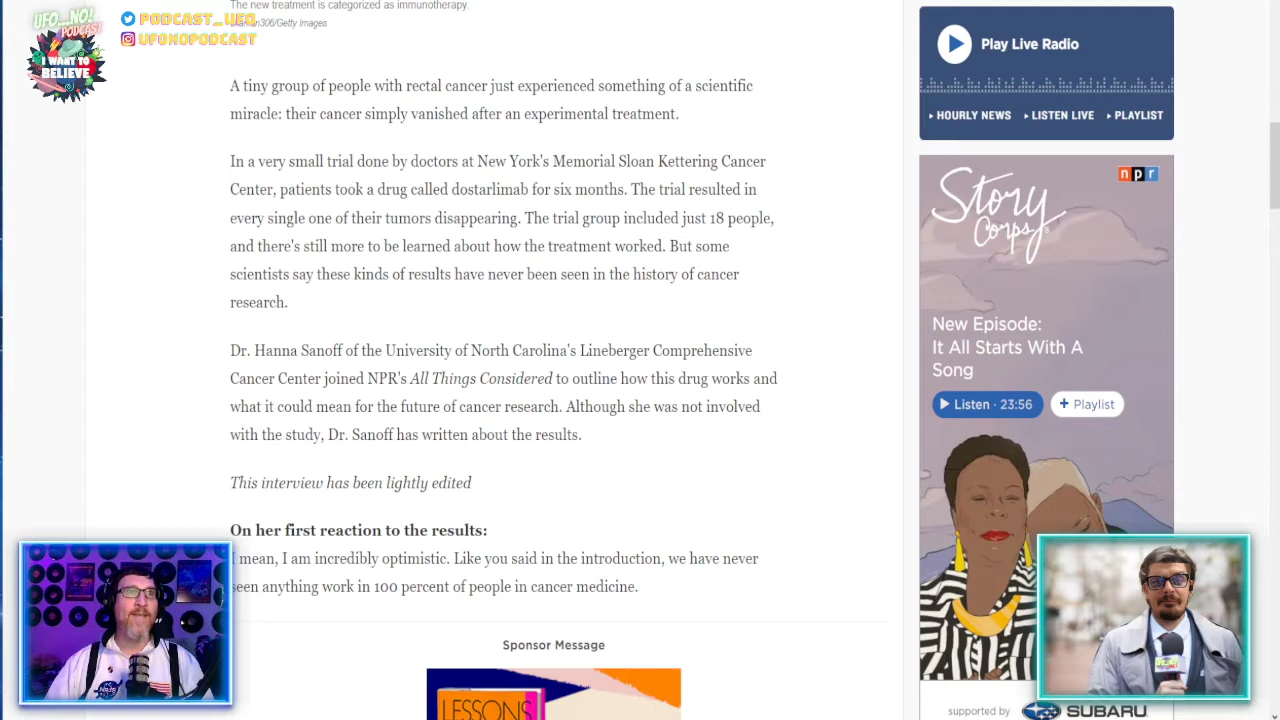 The new treatment is categorized as immunotherapy.
UFO...NO!
PODCAST
I WANT TO
BELIEVE
PODCAST_UFO
UFONOPODCAST
/Getty Images
A tiny group of people with rectal cancer just experienced something of a scientific
miracle: their cancer simply vanished after an experimental treatment.
In a very small trial done by doctors at New York's Memorial Sloan Kettering Cancer
Center, patients took a drug called dostarlimab for six months. The trial resulted in
every single one of their tumors disappearing. The trial group included just 18 people,
and there's still more to be learned about how the treatment worked. But some
scientists say these kinds of results have never been seen in the history of cancer
research.
Dr. Hanna Sanoff of the University of North Carolina's Lineberger Comprehensive
Cancer Center joined NPR's All Things Considered to outline how this drug works and
what it could mean for the future of cancer research. Although she was not involved
with the study, Dr. Sanoff has written about the results.
This interview has been lightly edited
On her first reaction to the results:
I mean, I am incredibly optimistic. Like you said in the introduction, we have never
seen anything work in 100 percent of people in cancer medicine.
Sponsor Message
LESSONS
Play Live Radio
HOURLY NEWS
LISTEN LIVE
PLAYLIST
npr
Story
Corps
New Episode:
It All Starts With A
Song
Listen · 23:56
+ Playlist
supported by
SUBARU